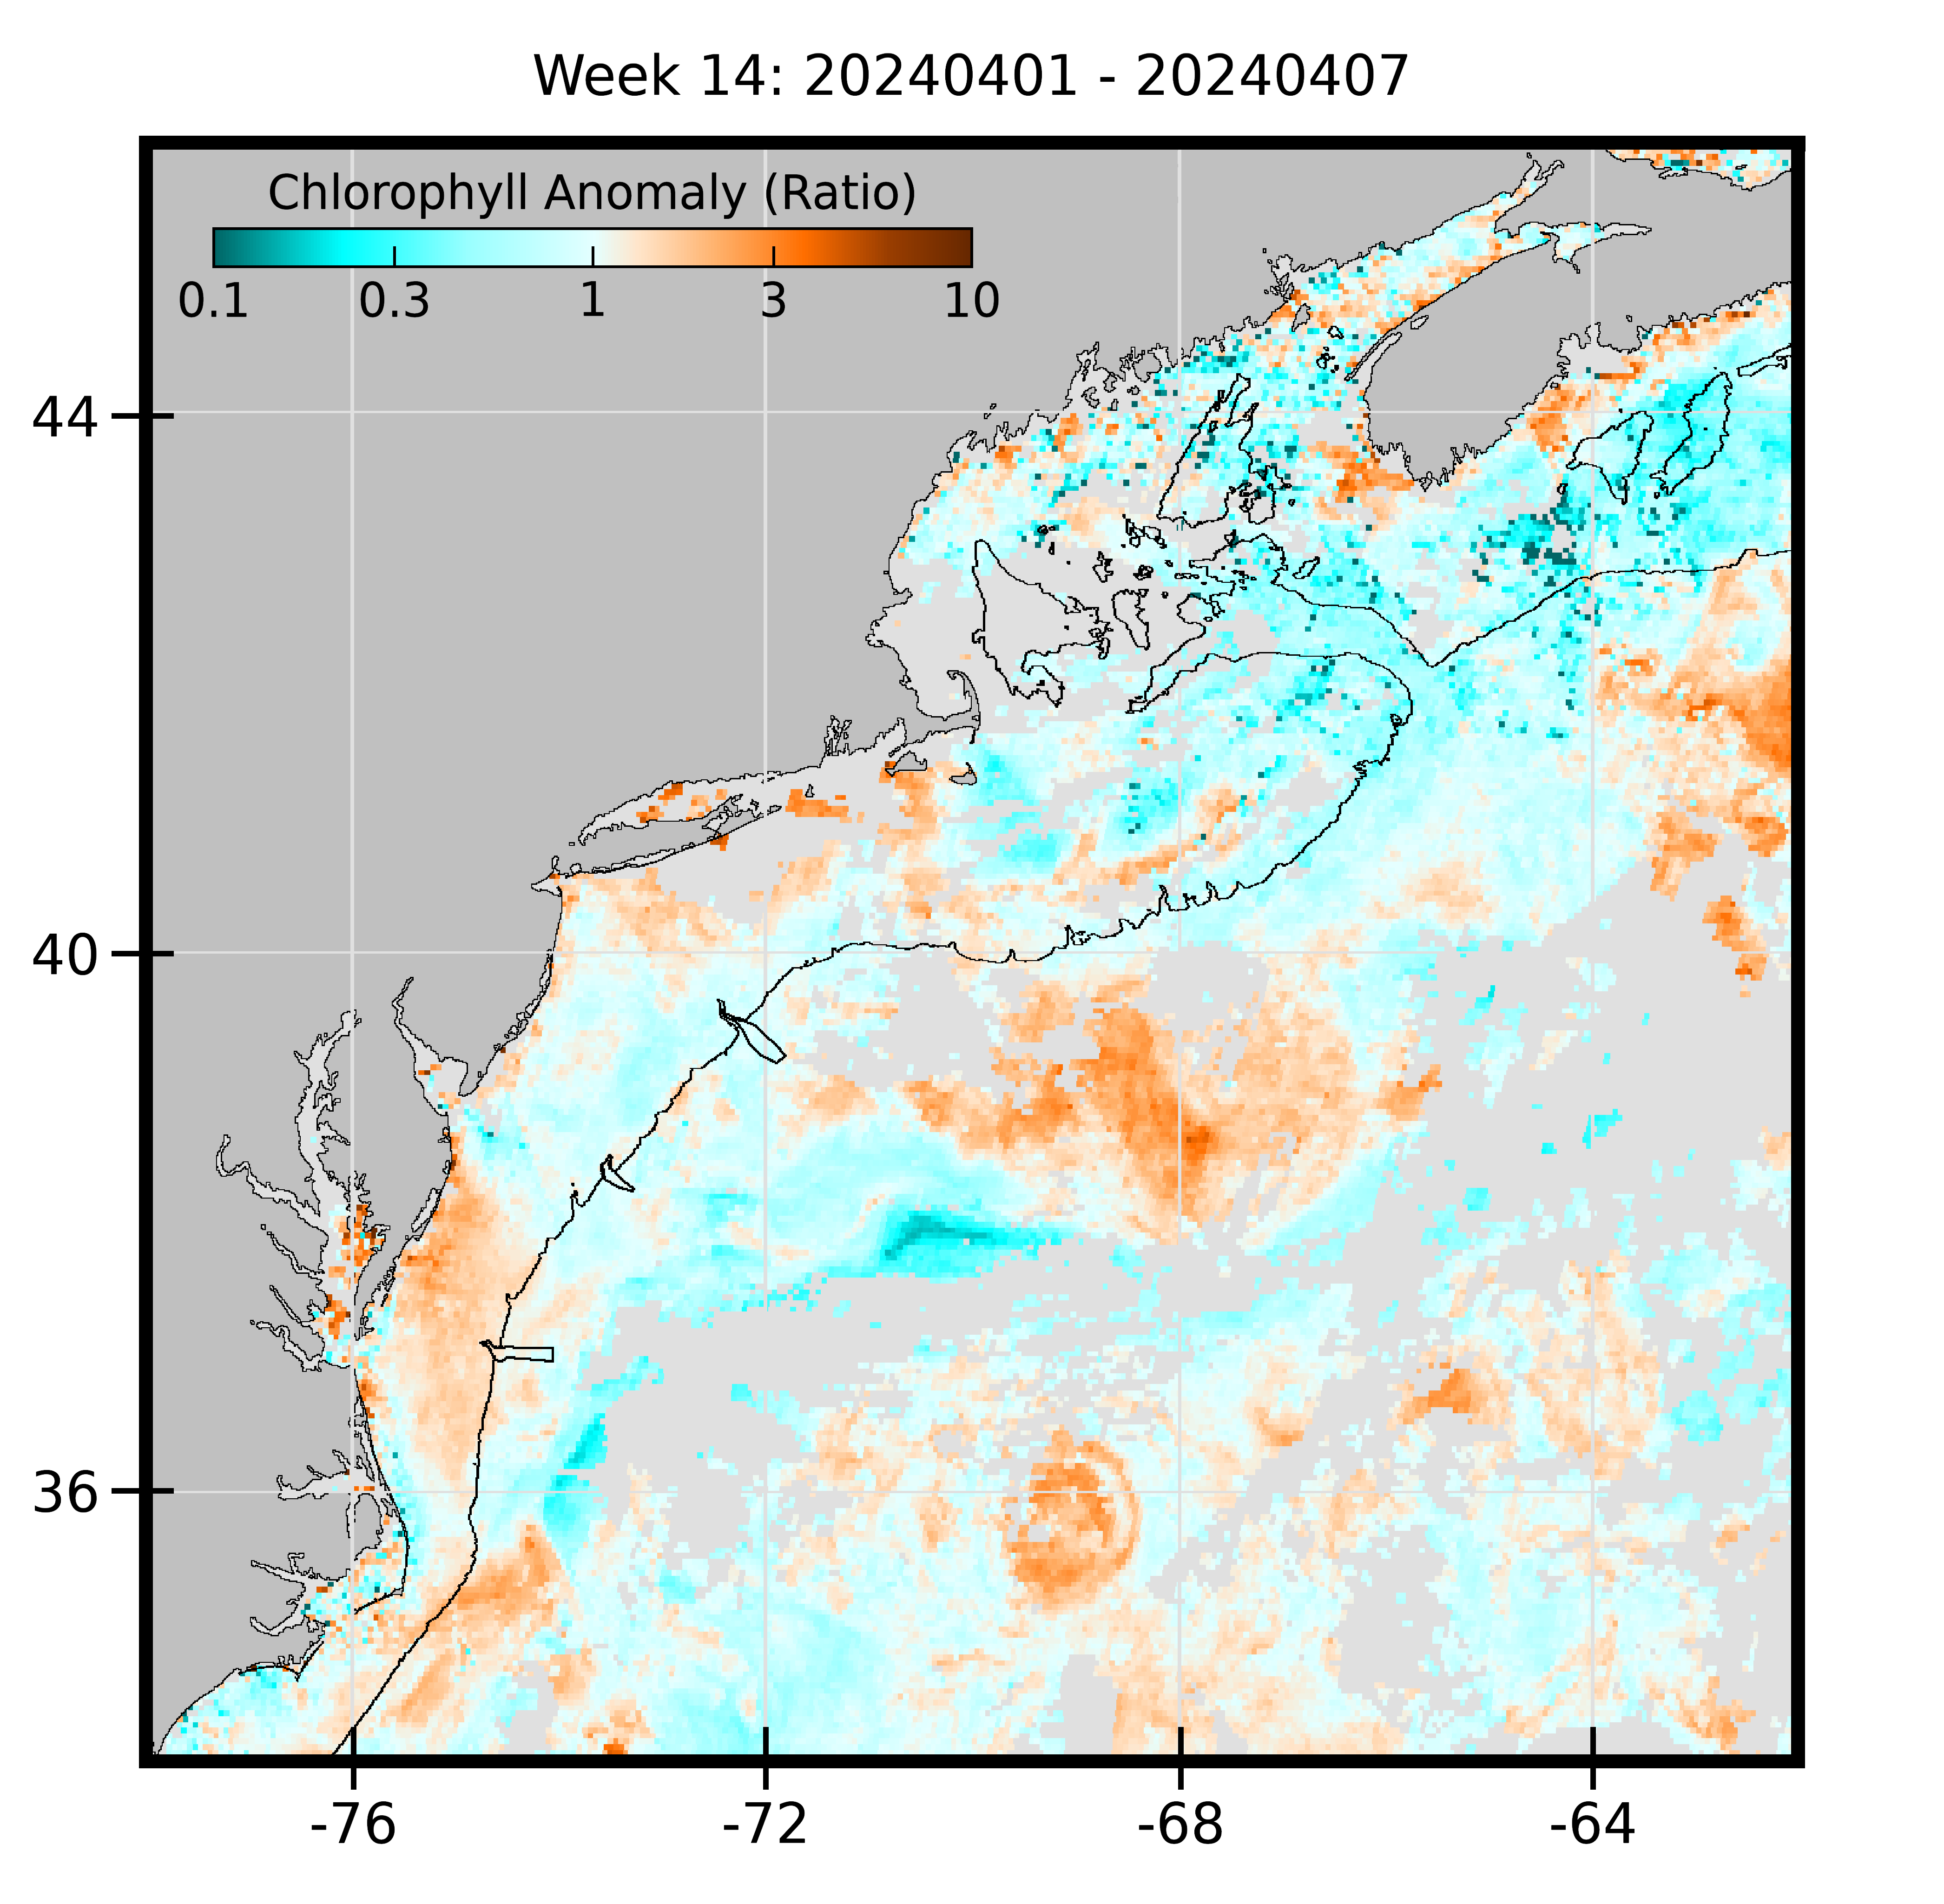 Week 14: 20240401 - 20240407
Chlorophyll Anomaly (Ratio)
0.1 0.3 1 3 10
44
40
36
-76 -72 -68 -64